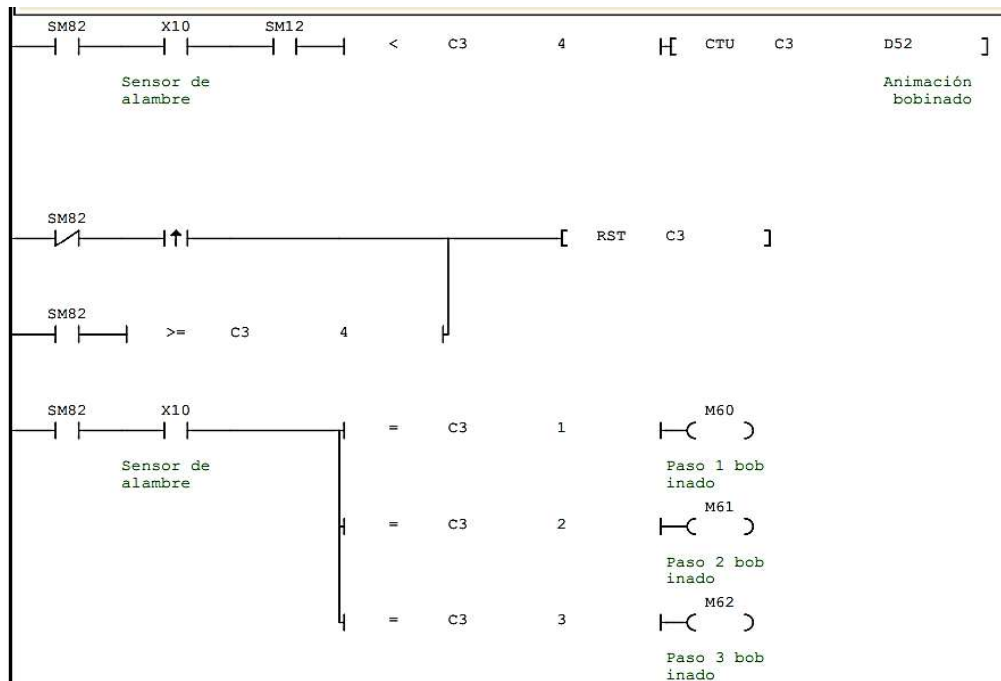 SM82 X10 SM12
< C3 4 CTU C3 D52
Sensor de
alambre
Animación
bobinado
SM82
RST C3
SM82
>= C3 4
SM82 X10 M60
= C3 1
Sensor de
alambre
Paso 1 bob
inado
M61
= C3 2
Paso 2 bob
inado
M62
= C3 3
Paso 3 bob
inado